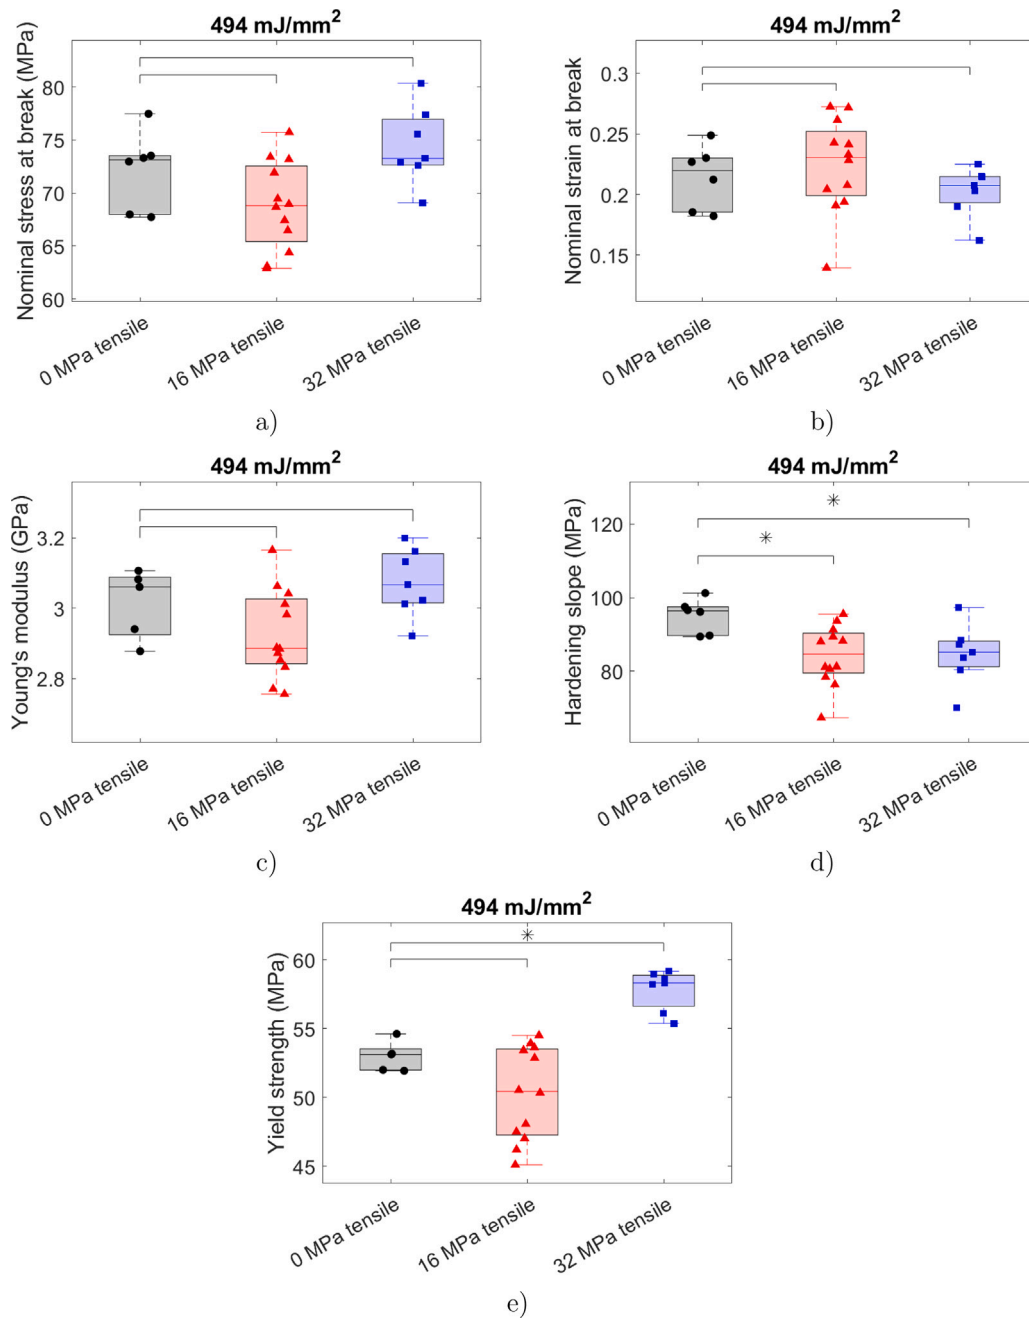 494 mJ/mm²
Nominal stress at break (MPa)
80
75
70
65
60
0 MPa tensile
16 MPa tensile
32 MPa tensile
a)
494 mJ/mm²
Nominal strain at break
0.3
0.25
0.2
0.15
0 MPa tensile
16 MPa tensile
32 MPa tensile
b)
494 mJ/mm²
Young's modulus (GPa)
3.2
3
2.8
0 MPa tensile
16 MPa tensile
32 MPa tensile
c)
494 mJ/mm²
Hardening slope (MPa)
120
100
80
*
*
0 MPa tensile
16 MPa tensile
32 MPa tensile
d)
494 mJ/mm²
Yield strength (MPa)
60
55
50
45
*
0 MPa tensile
16 MPa tensile
32 MPa tensile
e)